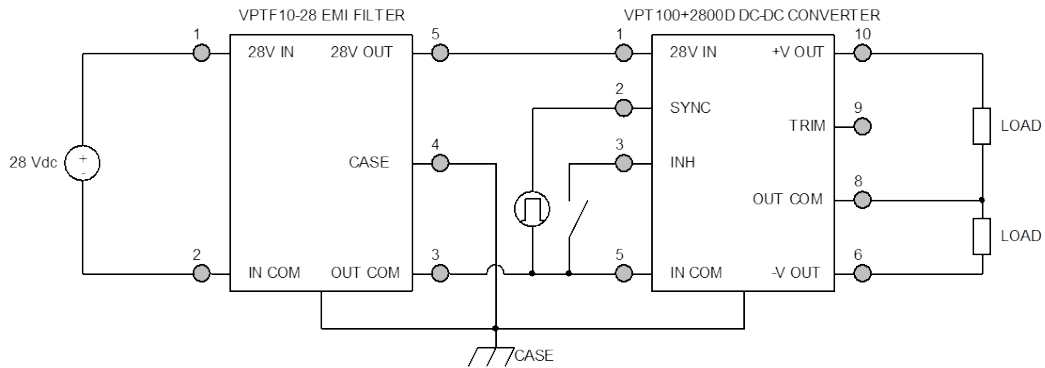 VPTF10-28 EMI FILTER
VPT100+2800D DC-DC CONVERTER
1
5
1
10
28V IN
28V OUT
28V IN
+V OUT
2
SYNC
9
TRIM
LOAD
28 Vdc
+
-
CASE
4
3
INH
8
OUT COM
LOAD
2
IN COM
OUT COM
3
5
IN COM
-V OUT
6
CASE